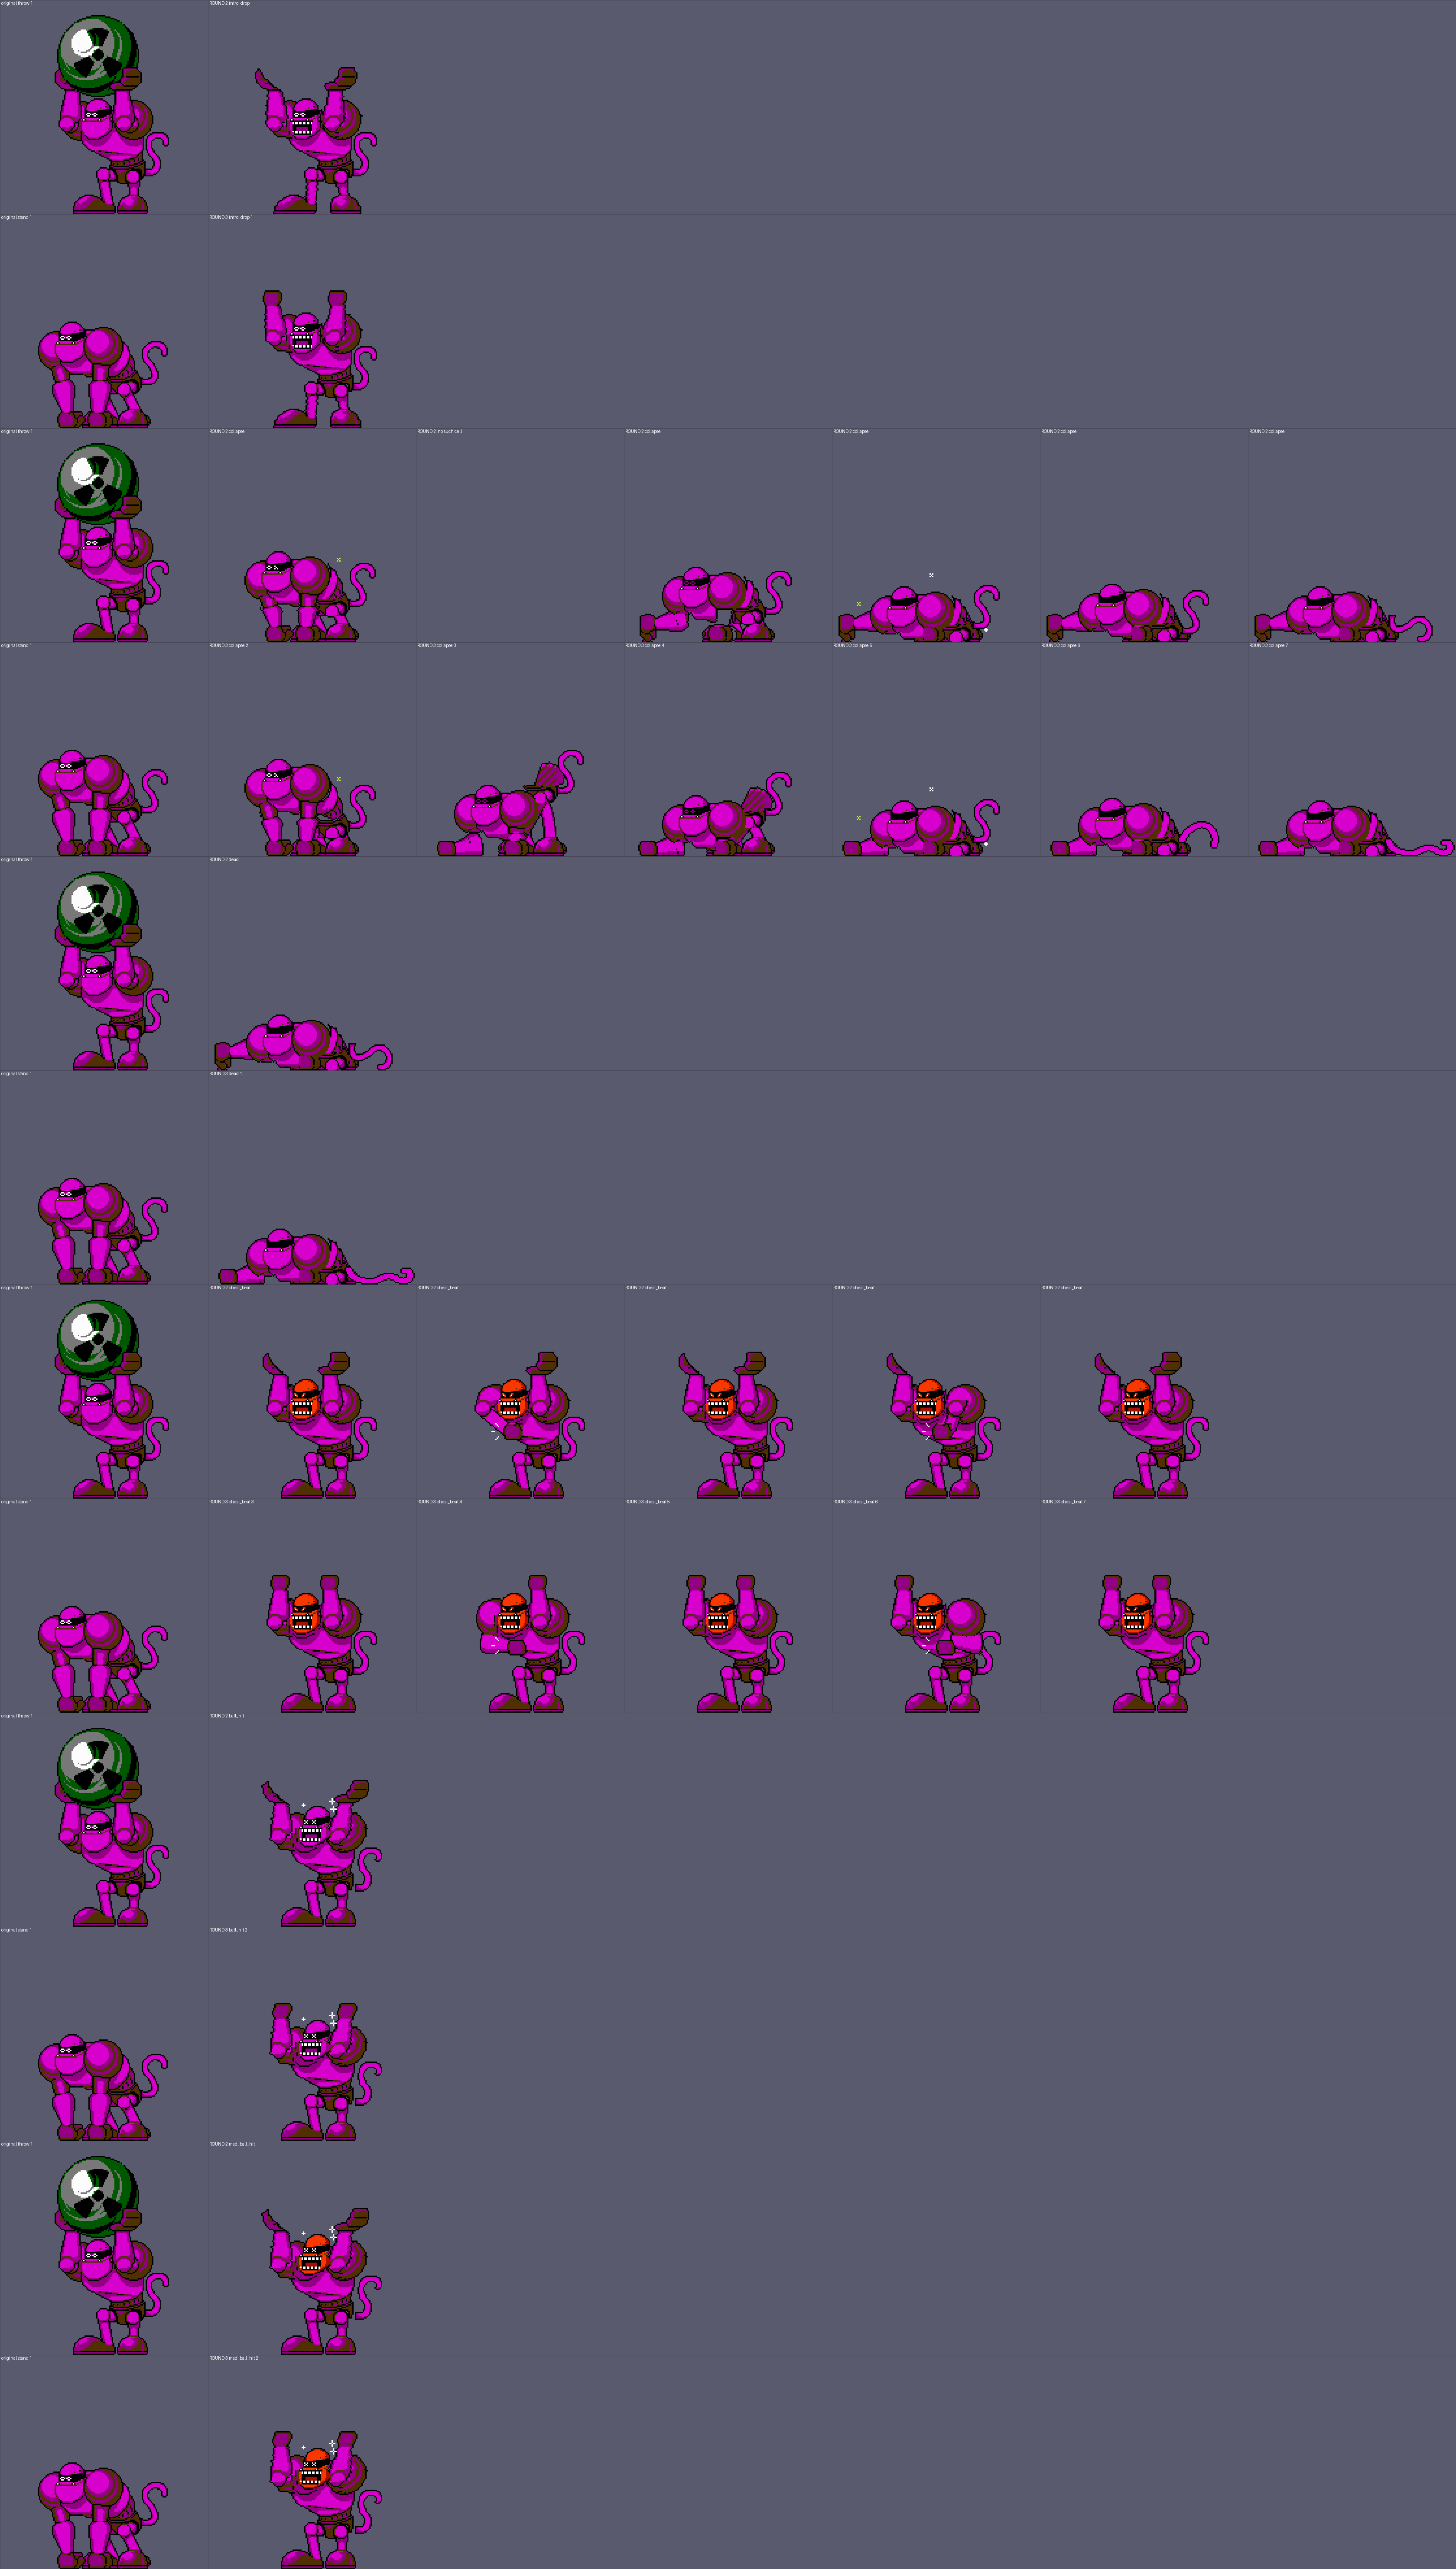 original throw 1
ROUND 2 intro_drop
original stand 1
ROUND 3 intro_drop 1
original throw 1
ROUND 2 collapse
ROUND 2: no such cell
ROUND 2 collapse
ROUND 2 collapse
ROUND 2 collapse
ROUND 2 collapse
original stand 1
ROUND 3 collapse 2
ROUND 3 collapse 3
ROUND 3 collapse 4
ROUND 3 collapse 5
ROUND 3 collapse 6
ROUND 3 collapse 7
original throw 1
ROUND 2 dead
original stand 1
ROUND 3 dead 1
original throw 1
ROUND 2 chest_beat
ROUND 2 chest_beat
ROUND 2 chest_beat
ROUND 2 chest_beat
ROUND 2 chest_beat
original stand 1
ROUND 3 chest_beat 3
ROUND 3 chest_beat 4
ROUND 3 chest_beat 5
ROUND 3 chest_beat 6
ROUND 3 chest_beat 7
original throw 1
ROUND 2 ball_hit
original stand 1
ROUND 3 ball_hit 2
original throw 1
ROUND 2 mad_ball_hit
original stand 1
ROUND 3 mad_ball_hit 2